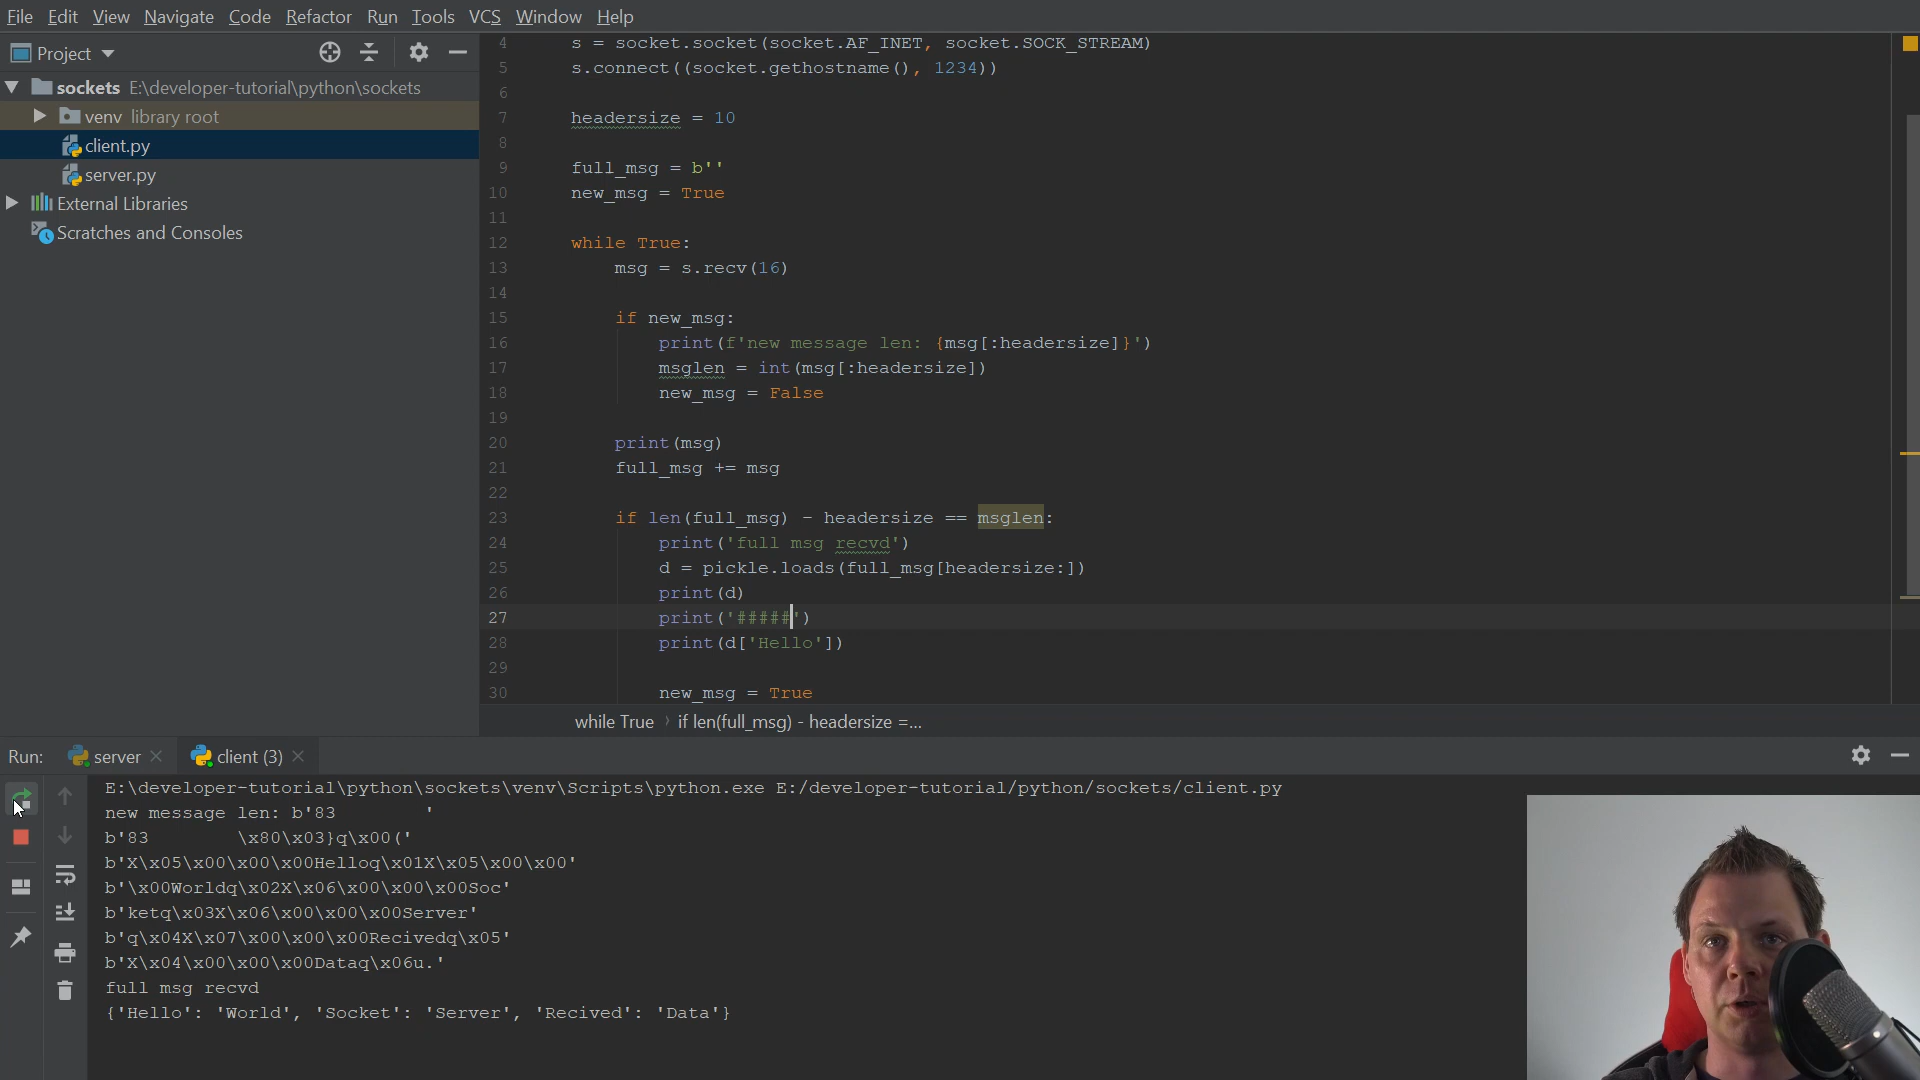 File Edit View Navigate Code Refactor Run Tools VCS Window Help
Project
sockets E:\developer-tutorial\python\sockets
venv library root
client.py
server.py
External Libraries
Scratches and Consoles
4 s = socket.socket(socket.AF_INET, socket.SOCK_STREAM)
5 s.connect((socket.gethostname(), 1234))
6
7 headersize = 10
8
9 full_msg = b''
10 new_msg = True
11
12 while True:
13 msg = s.recv(16)
14
15 if new_msg:
16 print(f'new message len: {msg[:headersize]}')
17 msglen = int(msg[:headersize])
18 new_msg = False
19
20 print(msg)
21 full_msg += msg
22
23 if len(full_msg) - headersize == msglen:
24 print('full msg recvd')
25 d = pickle.loads(full_msg[headersize:])
26 print(d)
27 print('#####')
28 print(d['Hello'])
29
30 new_msg = True
while True › if len(full_msg) - headersize =...
Run: server client (3)
E:\developer-tutorial\python\sockets\venv\Scripts\python.exe E:/developer-tutorial/python/sockets/client.py
new message len: b'83        '
b'83        \x80\x03}q\x00('
b'X\x05\x00\x00\x00Helloq\x01X\x05\x00\x00'
b'\x00Worldq\x02X\x06\x00\x00\x00Soc'
b'ketq\x03X\x06\x00\x00\x00Server'
b'q\x04X\x07\x00\x00\x00Recivedq\x05'
b'X\x04\x00\x00\x00Dataq\x06u.'
full msg recvd
{'Hello': 'World', 'Socket': 'Server', 'Recived': 'Data'}